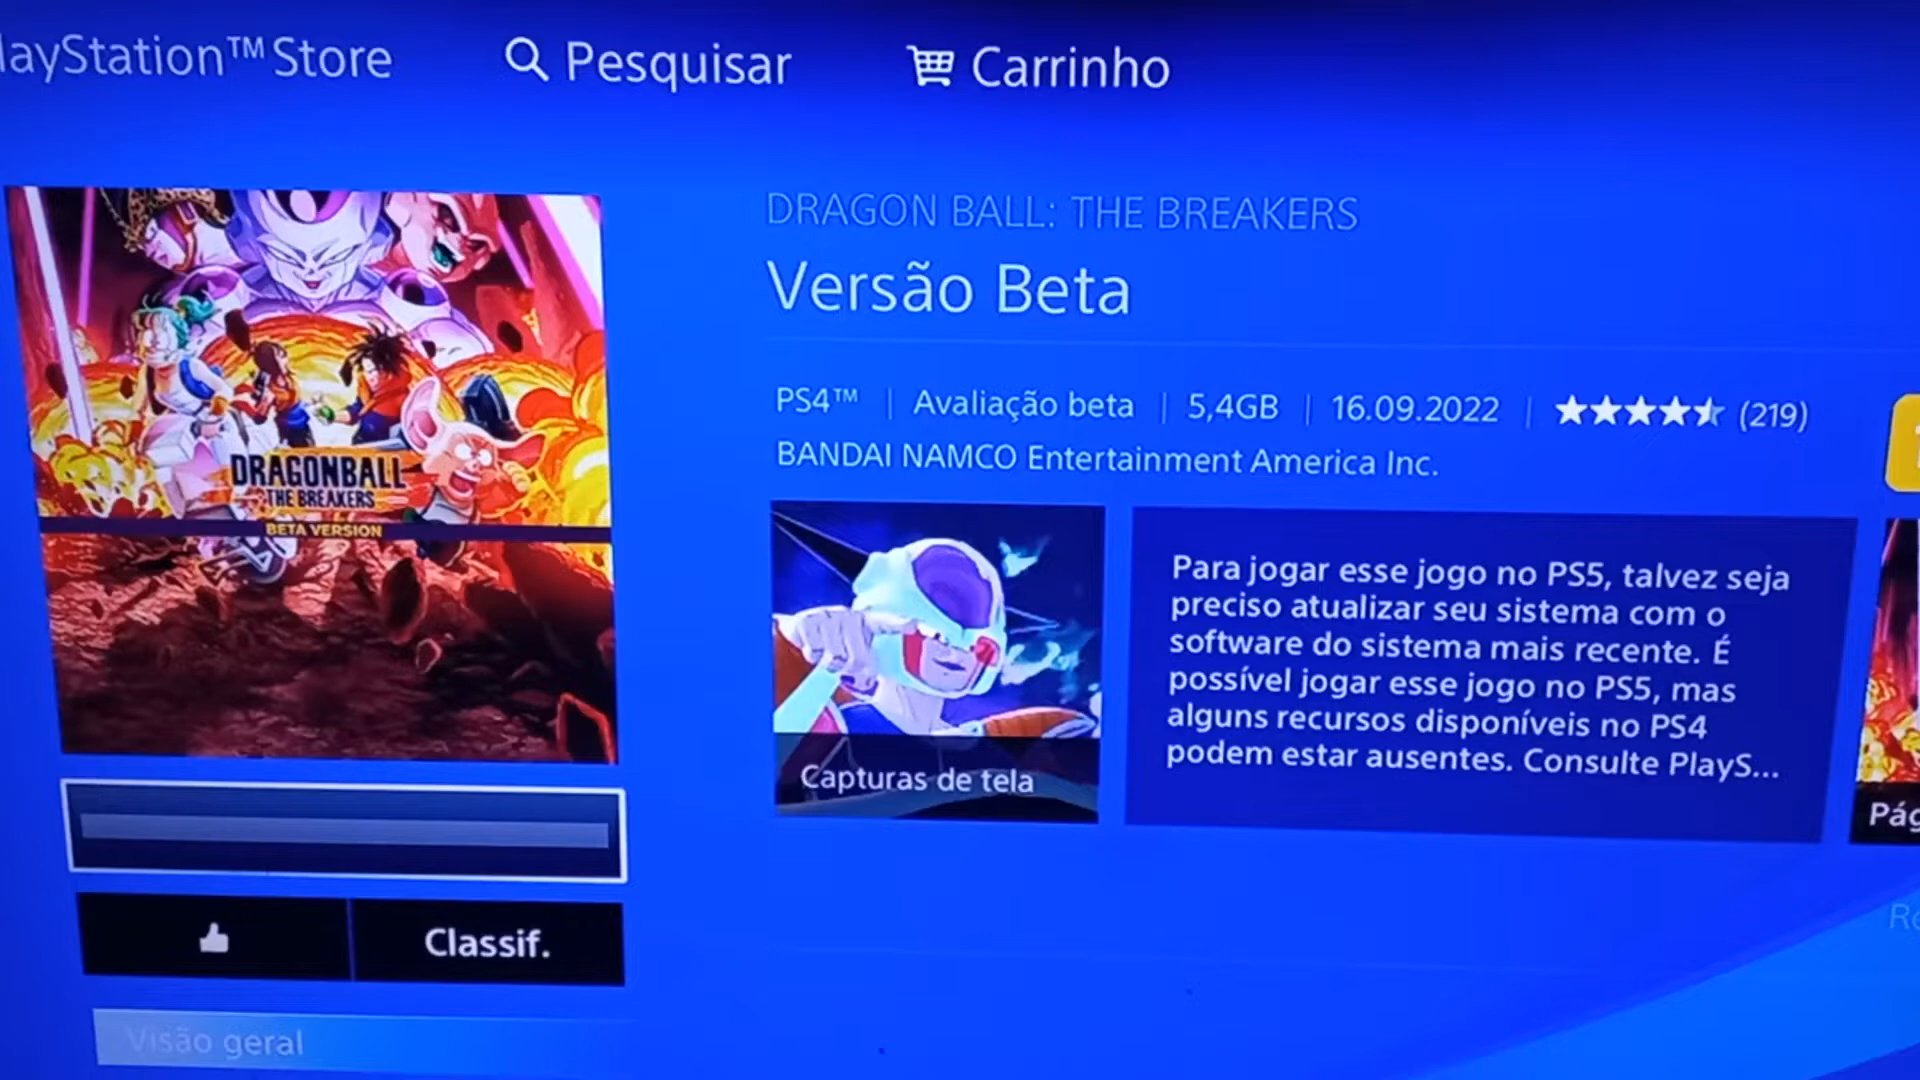 layStation™Store
Pesquisar
Carrinho
DRAGON BALL: THE BREAKERS
Versão Beta
PS4™ | Avaliação beta | 5,4GB | 16.09.2022 | (219)
BANDAI NAMCO Entertainment America Inc.
DRAGONBALL
THE BREAKERS
BETA VERSION
Capturas de tela
Para jogar esse jogo no PS5, talvez seja
preciso atualizar seu sistema com o
software do sistema mais recente. É
possível jogar esse jogo no PS5, mas
alguns recursos disponíveis no PS4
podem estar ausentes. Consulte PlayS...
Pág
Classif.
Visão geral